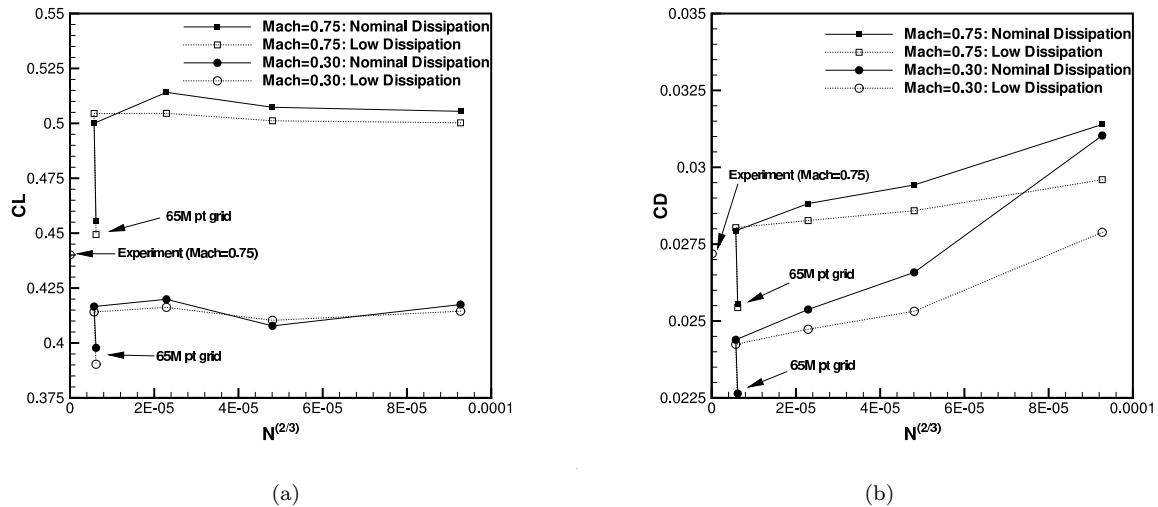 0.55
0.525
0.5
0.475
0.45
0.425
0.4
0.375
CL
0 2E-05 4E-05 6E-05 8E-05 0.0001
N(2/3)
Mach=0.75: Nominal Dissipation
Mach=0.75: Low Dissipation
Mach=0.30: Nominal Dissipation
Mach=0.30: Low Dissipation
65M pt grid
Experiment (Mach=0.75)
65M pt grid
(a)
0.035
0.0325
0.03
0.0275
0.025
0.0225
CD
0 2E-05 4E-05 6E-05 8E-05 0.0001
N(2/3)
Mach=0.75: Nominal Dissipation
Mach=0.75: Low Dissipation
Mach=0.30: Nominal Dissipation
Mach=0.30: Low Dissipation
Experiment (Mach=0.75)
65M pt grid
65M pt grid
(b)